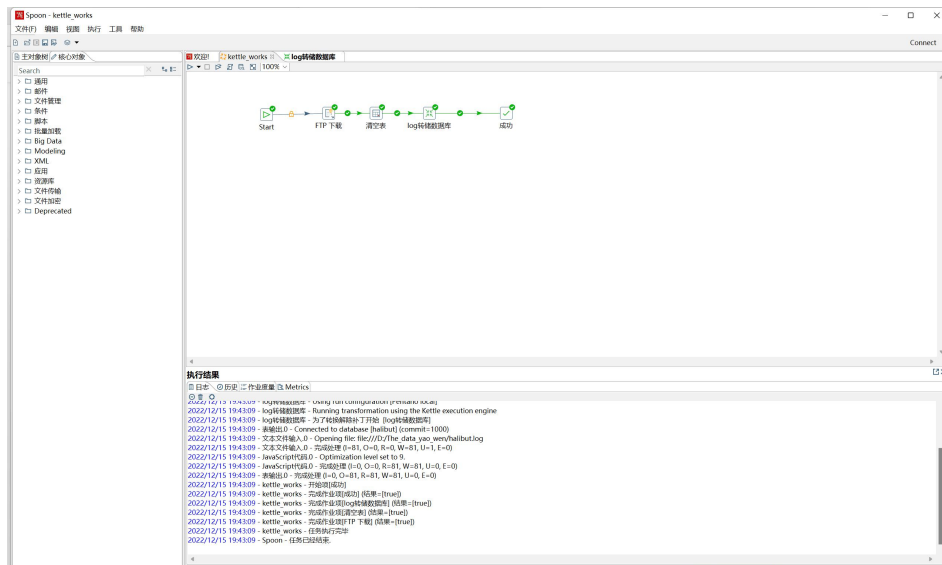 Spoon - kettle_works
文件(F) 编辑 视图 执行 工具 帮助
Connect
主对象树 核心对象
欢迎! kettle_works log转储数据库
Search
100%
通用
邮件
文件管理
条件
脚本
批量加载
Big Data
Modeling
XML
应用
资源库
文件传输
文件加密
Deprecated
Start FTP 下载 清空表 log转储数据库 成功
执行结果
日志 历史 作业度量 Metrics
2022/12/15 19:43:09 - log转储数据库 - Using run configuration [Pentaho local]
2022/12/15 19:43:09 - log转储数据库 - Running transformation using the Kettle execution engine
2022/12/15 19:43:09 - log转储数据库 - 为了转换解除补丁开始 [log转储数据库]
2022/12/15 19:43:09 - 表输出.0 - Connected to database [halibut] (commit=1000)
2022/12/15 19:43:09 - 文本文件输入.0 - Opening file: file:///D:/The_data_yao_wen/halibut.log
2022/12/15 19:43:09 - 文本文件输入.0 - 完成处理 (I=81, O=0, R=0, W=81, U=1, E=0)
2022/12/15 19:43:09 - JavaScript代码.0 - Optimization level set to 9.
2022/12/15 19:43:09 - JavaScript代码.0 - 完成处理 (I=0, O=0, R=81, W=81, U=0, E=0)
2022/12/15 19:43:09 - 表输出.0 - 完成处理 (I=0, O=81, R=81, W=81, U=0, E=0)
2022/12/15 19:43:09 - kettle_works - 开始项[成功]
2022/12/15 19:43:09 - kettle_works - 完成作业项[成功] (结果=[true])
2022/12/15 19:43:09 - kettle_works - 完成作业项[log转储数据库] (结果=[true])
2022/12/15 19:43:09 - kettle_works - 完成作业项[清空表] (结果=[true])
2022/12/15 19:43:09 - kettle_works - 完成作业项[FTP 下载] (结果=[true])
2022/12/15 19:43:09 - kettle_works - 任务执行完毕
2022/12/15 19:43:09 - Spoon - 任务已经结束.